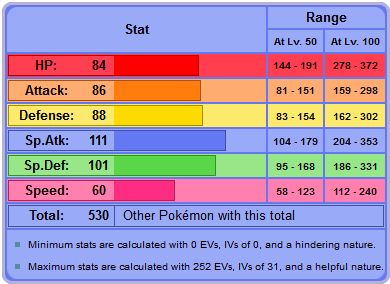 Stat Range
At Lv. 50 At Lv. 100
HP: 84 144 - 191 278 - 372
Attack: 86 81 - 151 159 - 298
Defense: 88 83 - 154 162 - 302
Sp.Atk: 111 104 - 179 204 - 353
Sp.Def: 101 95 - 168 186 - 331
Speed: 60 58 - 123 112 - 240
Total: 530 Other Pokémon with this total
Minimum stats are calculated with 0 EVs, IVs of 0, and a hindering nature.
Maximum stats are calculated with 252 EVs, IVs of 31, and a helpful nature.